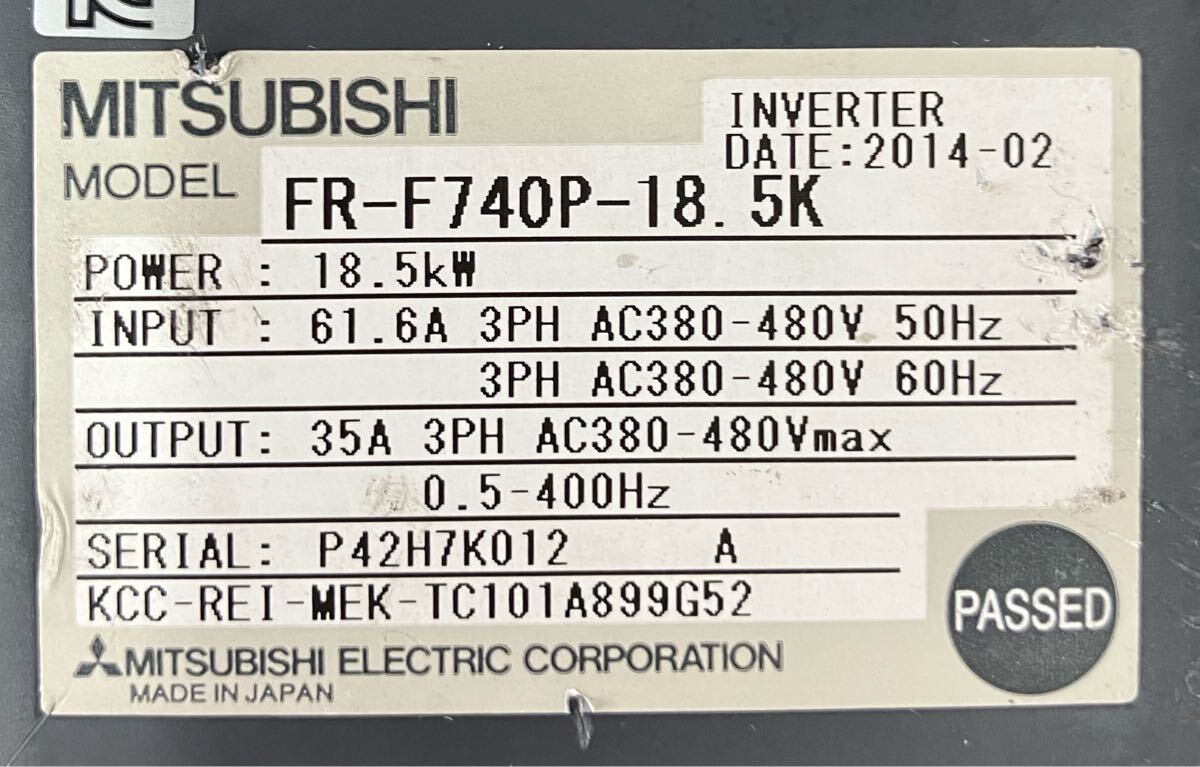 MITSUBISHI
INVERTER
DATE:2014-02
MODEL FR-F740P-18.5K
POWER : 18.5kW
INPUT : 61.6A 3PH AC380-480V 50Hz
3PH AC380-480V 60Hz
OUTPUT: 35A 3PH AC380-480Vmax
0.5-400Hz
SERIAL: P42H7K012 A
KCC-REI-MEK-TC101A899G52
PASSED
MITSUBISHI ELECTRIC CORPORATION
MADE IN JAPAN